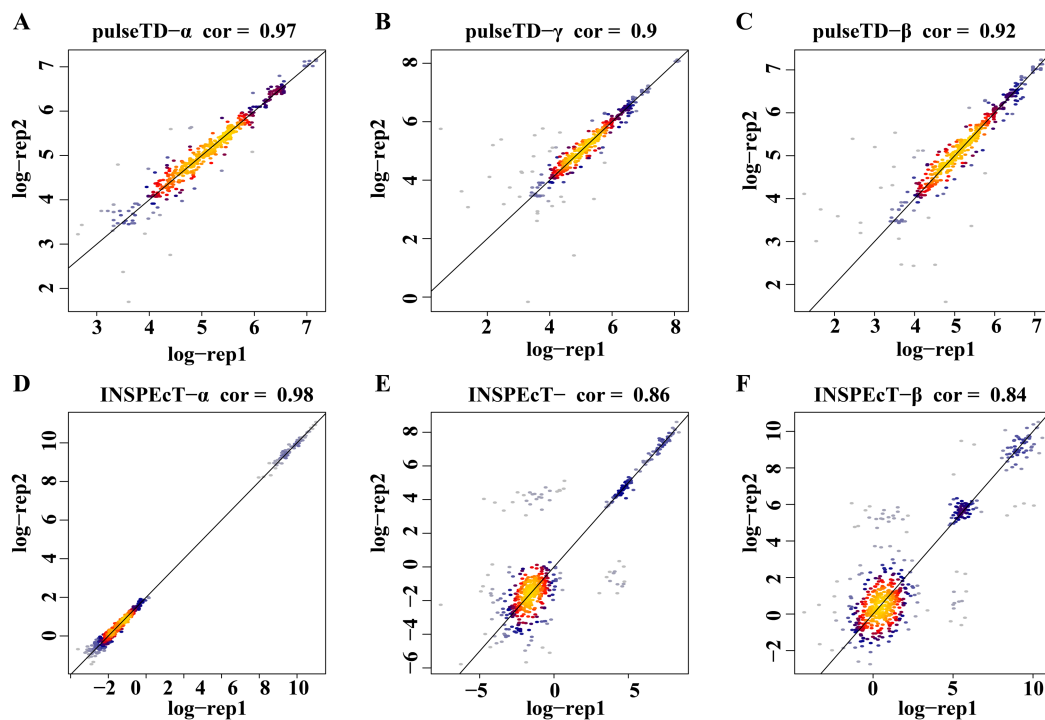 A
pulseTD−α cor = 0.97
log−rep2
7
6
5
4
3
2
3 4 5 6 7
log−rep1
B
pulseTD−γ cor = 0.9
log−rep2
8
6
4
2
0
2 4 6 8
log−rep1
C
pulseTD−β cor = 0.92
log−rep2
7
6
5
4
3
2
2 3 4 5 6 7
log−rep1
D
INSPEcT−α cor = 0.98
log−rep2
10
8
6
4
2
0
−2 0 2 4 6 8 10
log−rep1
E
INSPEcT− cor = 0.86
log−rep2
8
6
4
2
0
−2
−4
−6
−5 0 5
log−rep1
F
INSPEcT−β cor = 0.84
log−rep2
10
8
6
4
2
0
−2
0 5 10
log−rep1